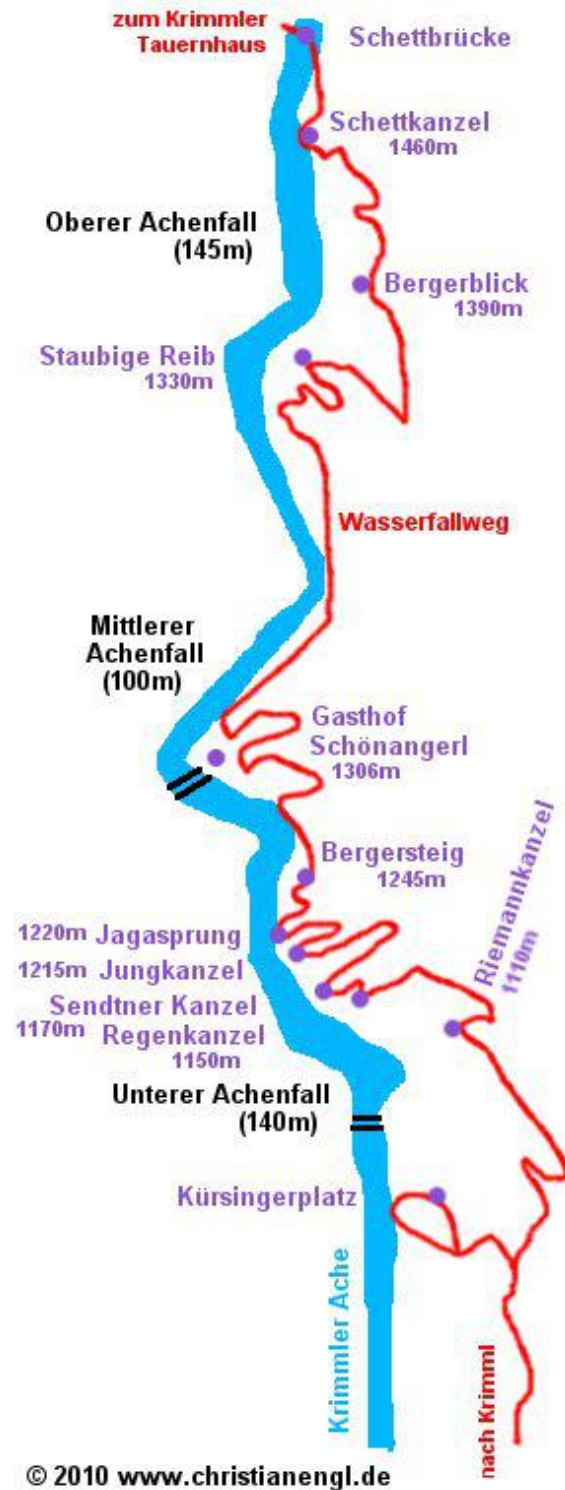 zum Krimmler
Tauernhaus
Schettbrücke
Schettkanzel
1460m
Oberer Achenfall
(145m)
Bergerblick
1390m
Staubige Reib
1330m
Wasserfallweg
Mittlerer
Achenfall
(100m)
Gasthof
Schönangerl
1306m
Bergersteig
1245m
Riemannkanzel
1110m
1220m Jagasprung
1215m Jungkanzel
Sendtner Kanzel
1170m Regenkanzel
1150m
Unterer Achenfall
(140m)
Kürsingerplatz
Krimmler Ache
nach Krimml
© 2010 www.christianengl.de